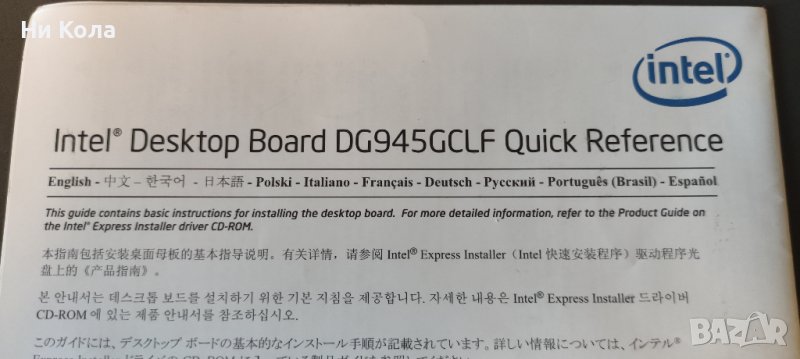 Ни Кола
intel
Intel® Desktop Board DG945GCLF Quick Reference
English - 中文 – 한국어 - 日本語 - Polski - Italiano - Français - Deutsch - Русский - Português (Brasil) - Español
This guide contains basic instructions for installing the desktop board. For more detailed information, refer to the Product Guide on
the Intel® Express Installer driver CD-ROM.
本指南包括安装桌面母板的基本指导说明。有关详情，请参阅 Intel® Express Installer（Intel 快速安装程序）驱动程序光
盘上的《产品指南》。
본 안내서는 데스크톱 보드를 설치하기 위한 기본 지침을 제공합니다. 자세한 내용은 Intel® Express Installer 드라이버
CD-ROM 에 있는 제품 안내서를 참조하십시오.
このガイドには、デスクトップ ボードの基本的なインストール手順が記載されています。詳しい情報については、インテル®
BAZAR